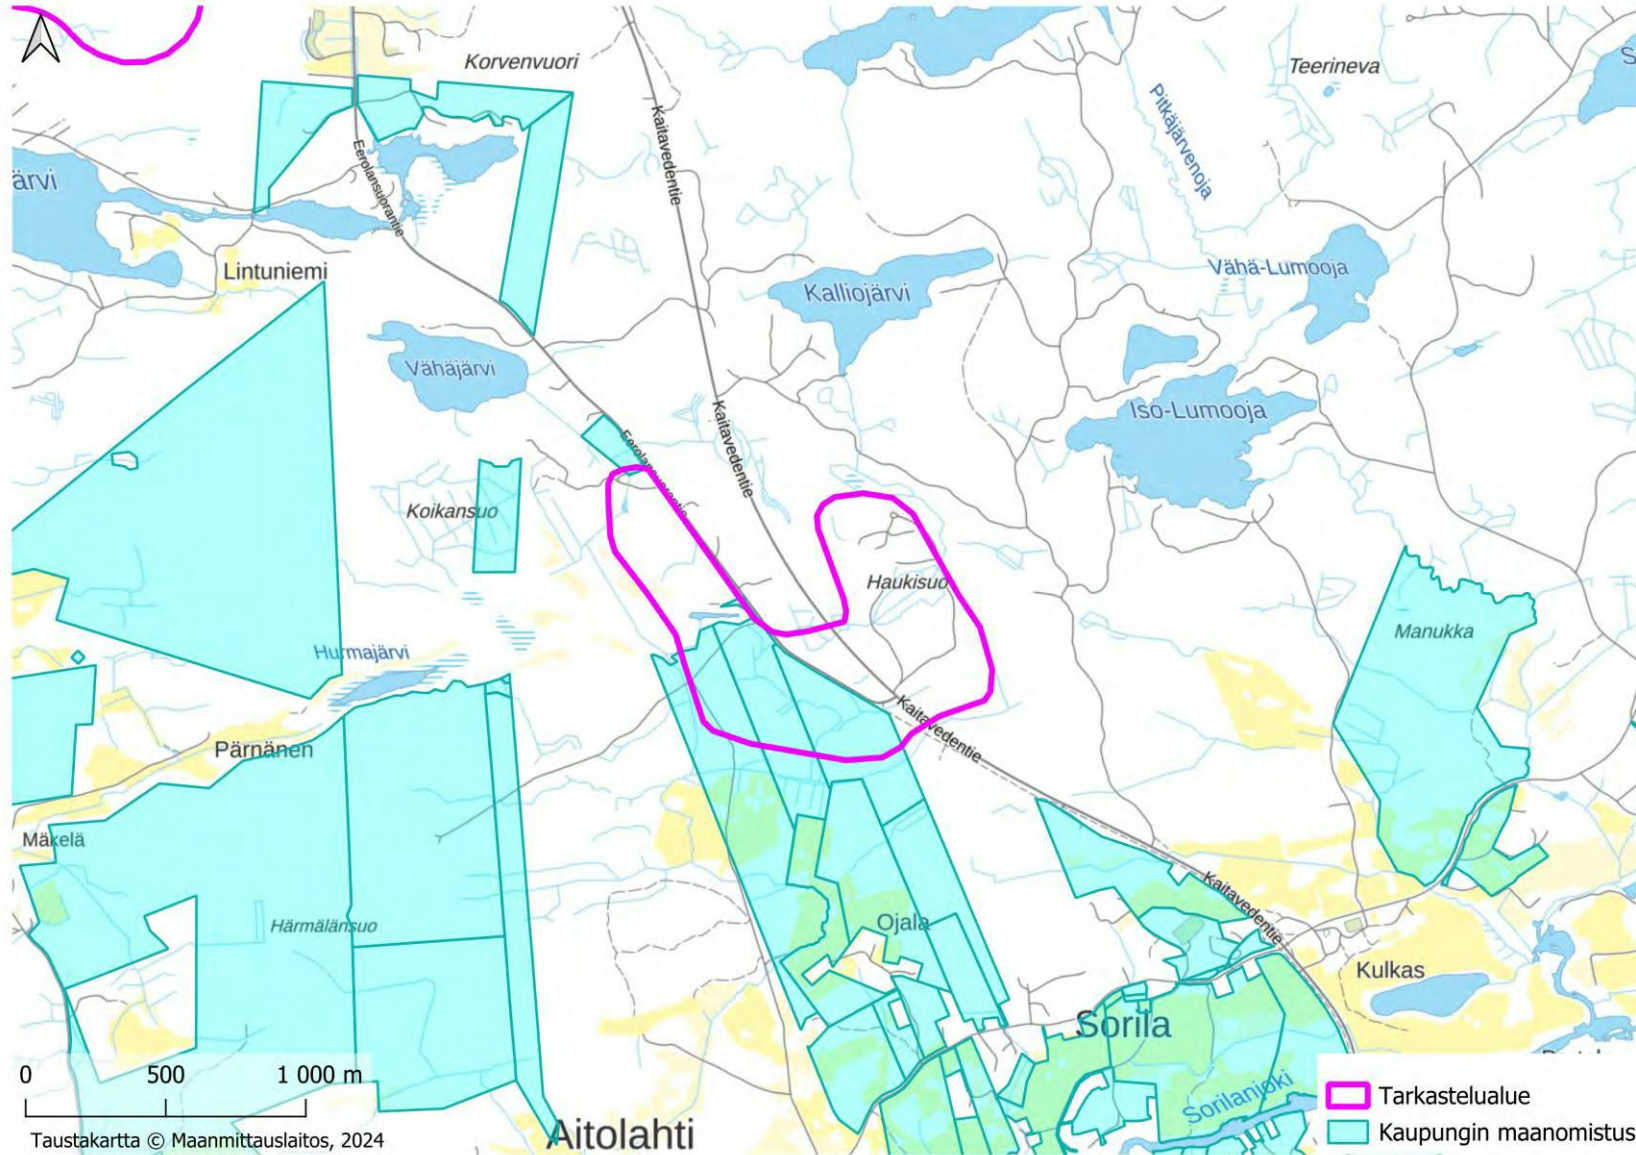 Korvenvuori
Teerineva
Kaitavedentie
Pitkäjärvenoja
Eerolansuorantie
ärvi
Lintuniemi
Kalliojärvi
Vähä-Lumooja
Vähäjärvi
Iso-Lumooja
Kaitavedentie
Eerolansuorantie
Koikansuo
Haukisuo
Manukka
Hurmajärvi
Kaitavedentie
Pärnänen
Mäkelä
Kaitavedentie
Härmälänsuo
Ojala
Kulkas
Sorila
Sorilanjoki
Aitolahti
0 500 1 000 m
Taustakartta © Maanmittauslaitos, 2024
Tarkastelualue
Kaupungin maanomistus